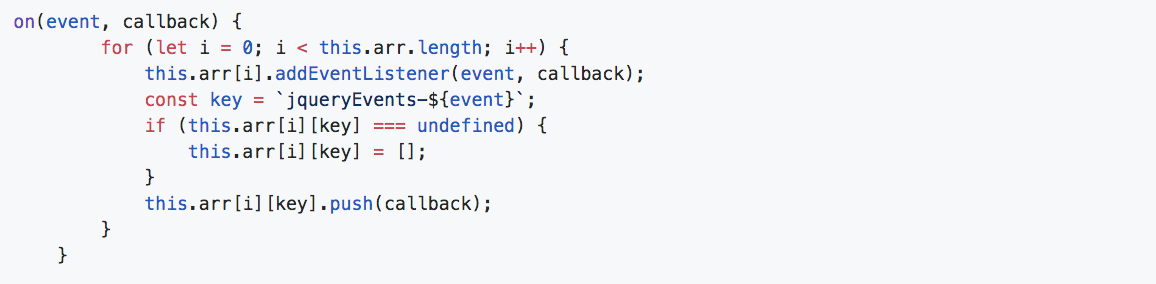 on(event, callback) {
        for (let i = 0; i < this.arr.length; i++) {
            this.arr[i].addEventListener(event, callback);
            const key = `jqueryEvents-${event}`;
            if (this.arr[i][key] === undefined) {
                this.arr[i][key] = [];
            }
            this.arr[i][key].push(callback);
        }
    }